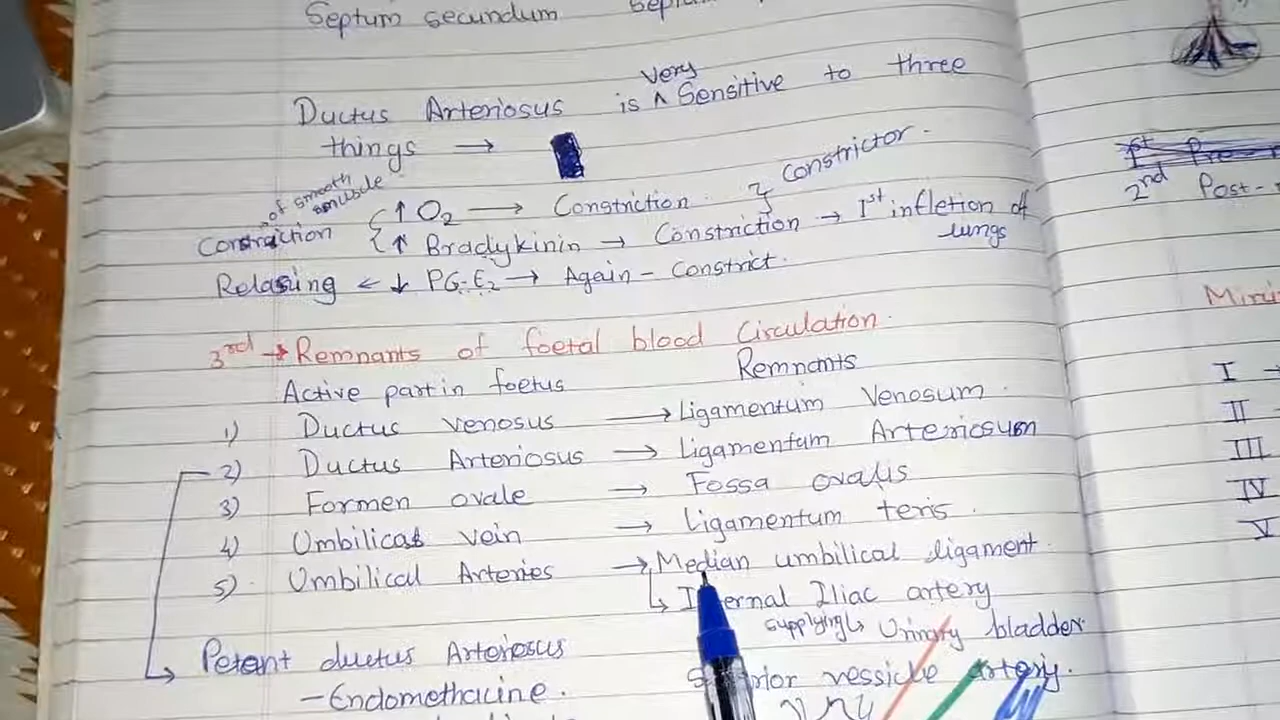 Septum secundum
Ductus Arteriosus is very Sensitive to three
things →
of smooth muscle
Constraction { ↑ O2 → Constriction } Constrictor.
{ ↑ Bradykinin → Constriction → 1st infletion of lungs
Relasing ← ↓ PG-E2 → Again - Constrict.
3rd → Remnants of foetal blood Circulation.
Active part in foetus Remnants
1) Ductus venosus → Ligamentum Venosum.
2) Ductus Arteriosus → Ligamentum Arteriosum
3) Formen ovale → Fossa ovalis
4) Umbilical vein → Ligamentum teris.
5) Umbilical Arteries → Median umbilical ligament.
↳ Internal Iliac artery
supplying ↳ Urinary bladder
Petent ductus Arteriosus
- Endomethacine.
vessicle artery.
2nd Post-
I →
II
III
IV
V